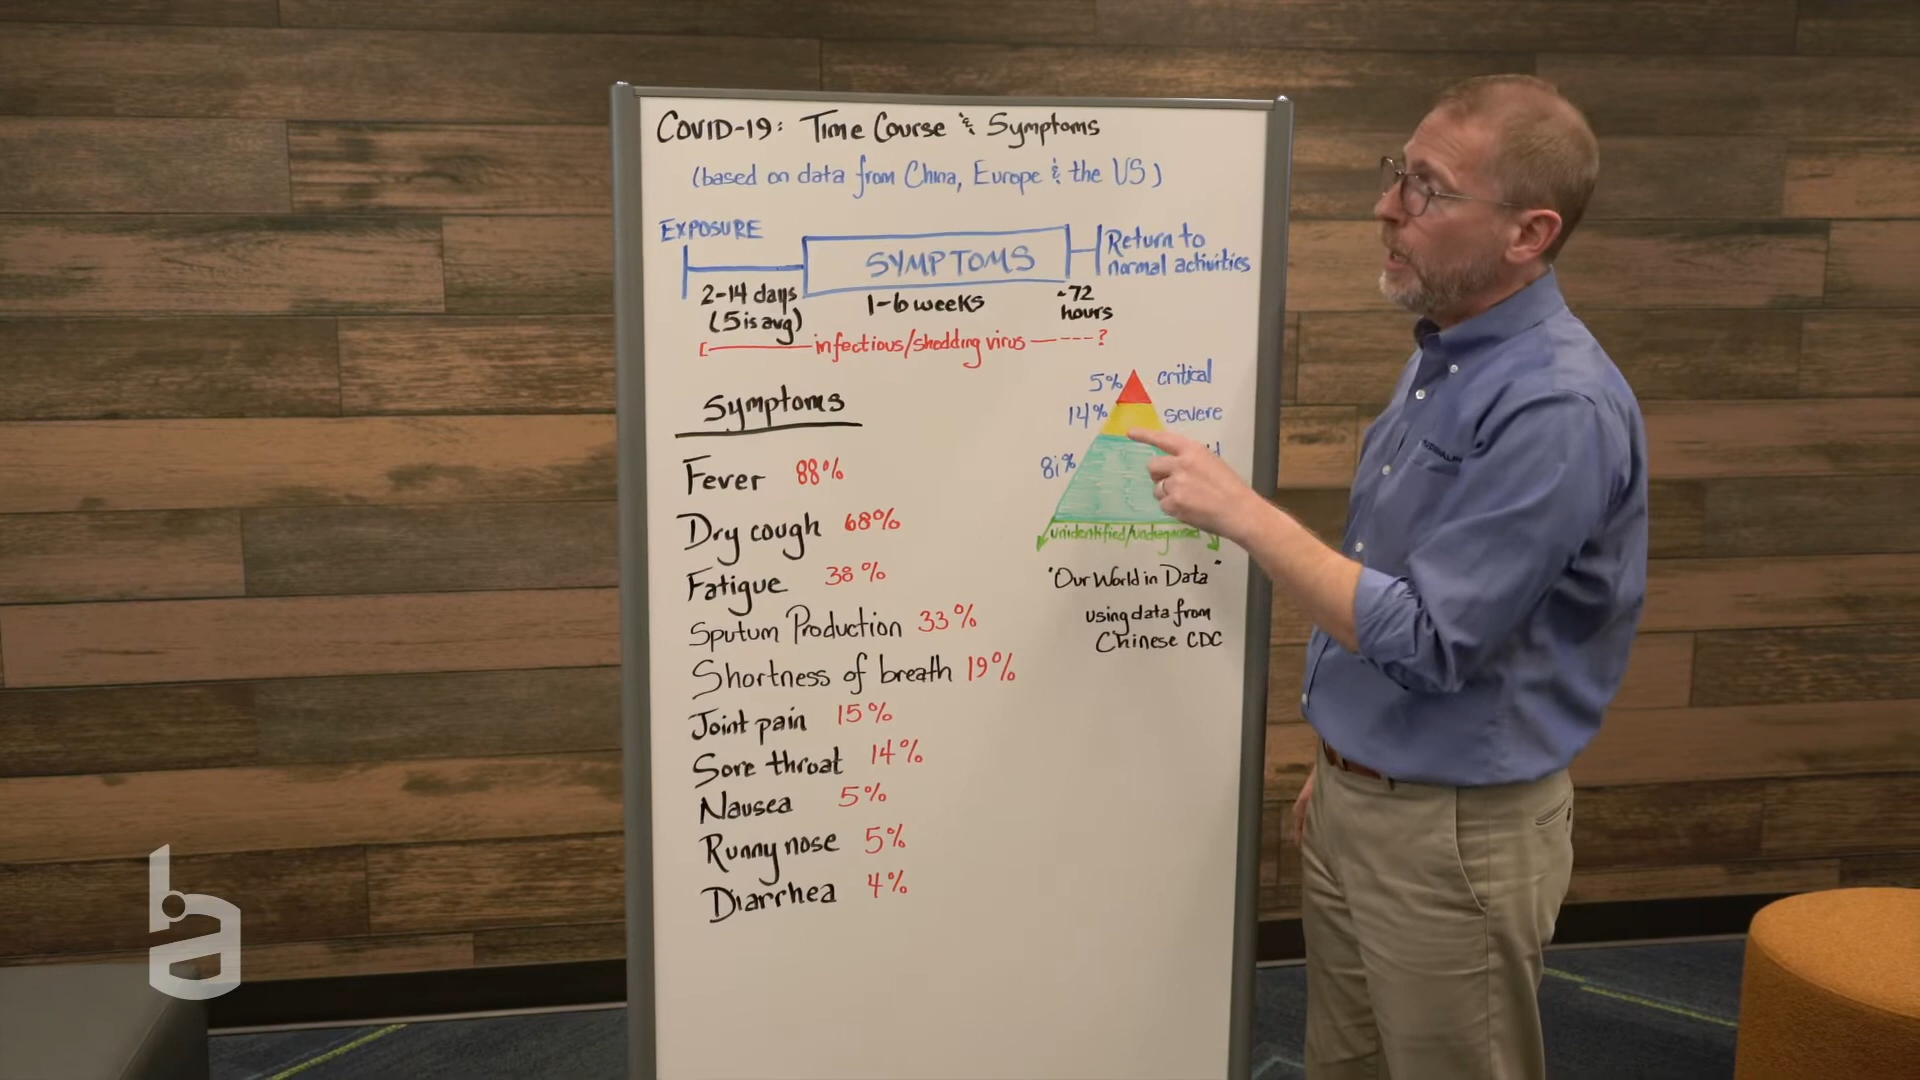 COVID-19: Time Course & Symptoms
(based on data from China, Europe & the US)
EXPOSURE
SYMPTOMS
Return to
normal activities
2-14 days
(5 is avg)
1-6 weeks
~72
hours
[ infectious/shedding virus ?
Symptoms
Fever 88%
Dry cough 68%
Fatigue 38%
Sputum Production 33%
Shortness of breath 19%
Joint pain 15%
Sore throat 14%
Nausea 5%
Runny nose 5%
Diarrhea 4%
5% critical
14% severe
81%
unidentified/undiagnosed
"Our World in Data"
using data from
Chinese CDC
ba